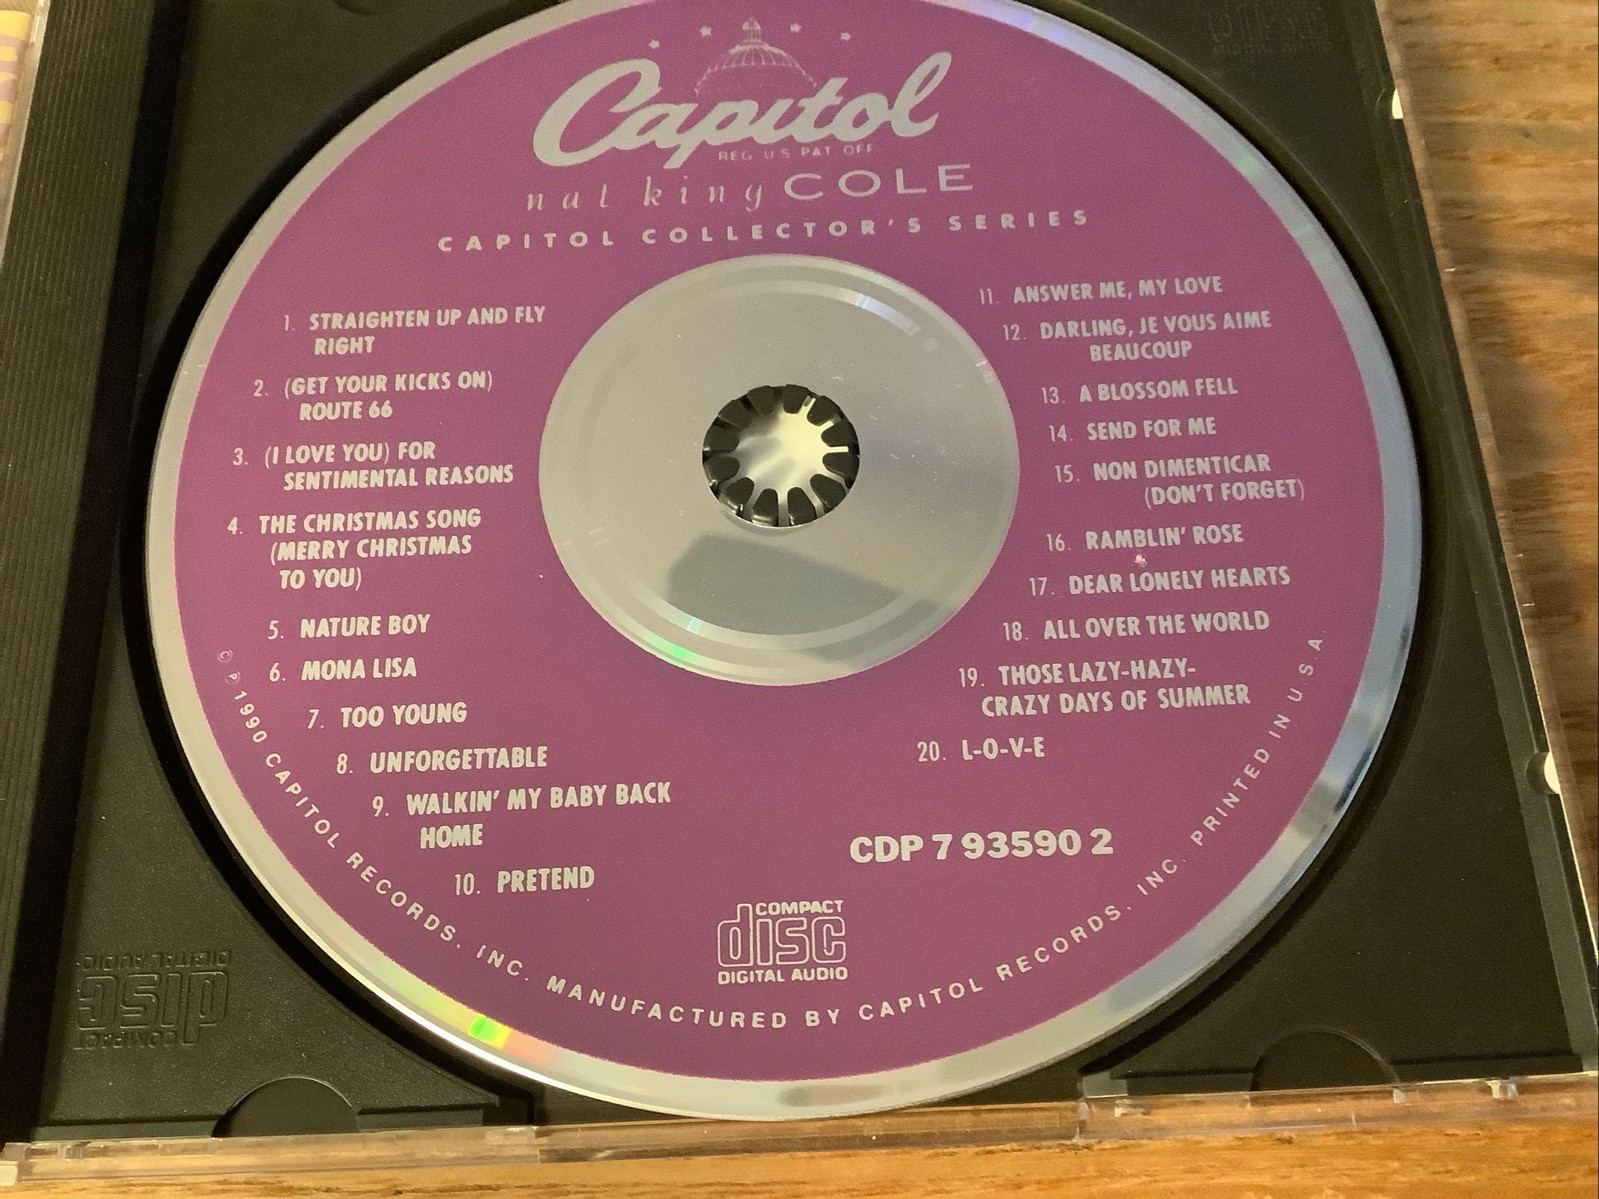 Capitol
REG. U.S. PAT. OFF.
nat king COLE
CAPITOL COLLECTOR'S SERIES
1. STRAIGHTEN UP AND FLY
RIGHT
2. (GET YOUR KICKS ON)
ROUTE 66
3. (I LOVE YOU) FOR
SENTIMENTAL REASONS
4. THE CHRISTMAS SONG
(MERRY CHRISTMAS
TO YOU)
5. NATURE BOY
6. MONA LISA
7. TOO YOUNG
8. UNFORGETTABLE
9. WALKIN' MY BABY BACK
HOME
10. PRETEND
11. ANSWER ME, MY LOVE
12. DARLING, JE VOUS AIME
BEAUCOUP
13. A BLOSSOM FELL
14. SEND FOR ME
15. NON DIMENTICAR
(DON'T FORGET)
16. RAMBLIN' ROSE
17. DEAR LONELY HEARTS
18. ALL OVER THE WORLD
19. THOSE LAZY-HAZY-
CRAZY DAYS OF SUMMER
20. L-O-V-E
CDP 7 93590 2
COMPACT
disc
DIGITAL AUDIO
© ℗ 1990 CAPITOL RECORDS, INC. MANUFACTURED BY CAPITOL RECORDS, INC. PRINTED IN U.S.A
COMPACT
disc
DIGITAL AUDIO
disc
DIGITAL AUDIO